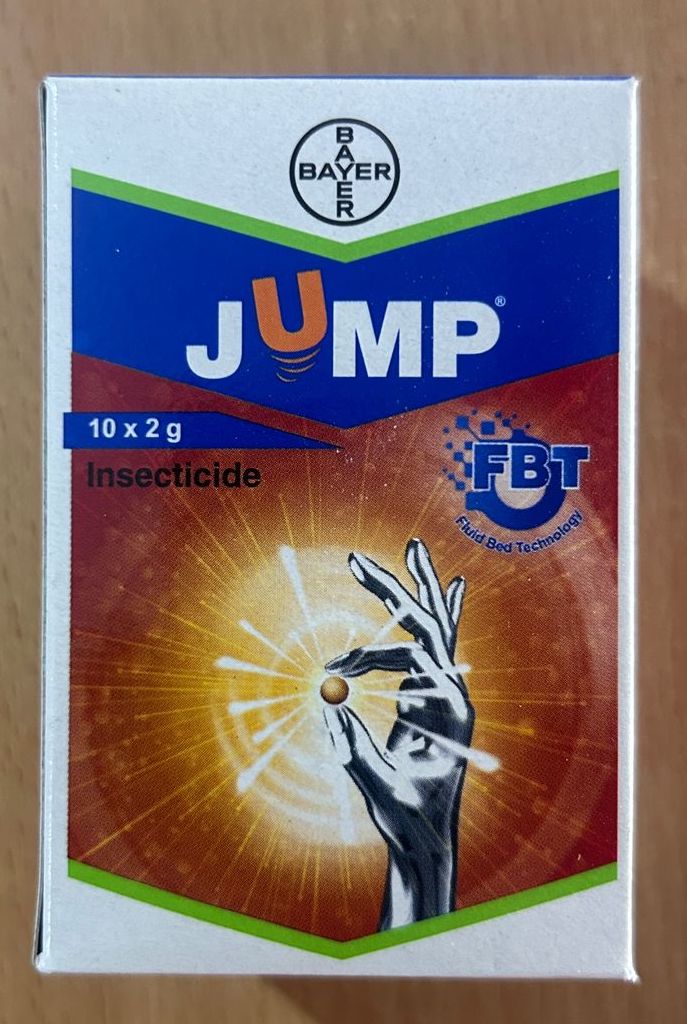 BAYER
BAYER
JUMP®
10 x 2 g
Insecticide
FBT
Fluid Bed Technology